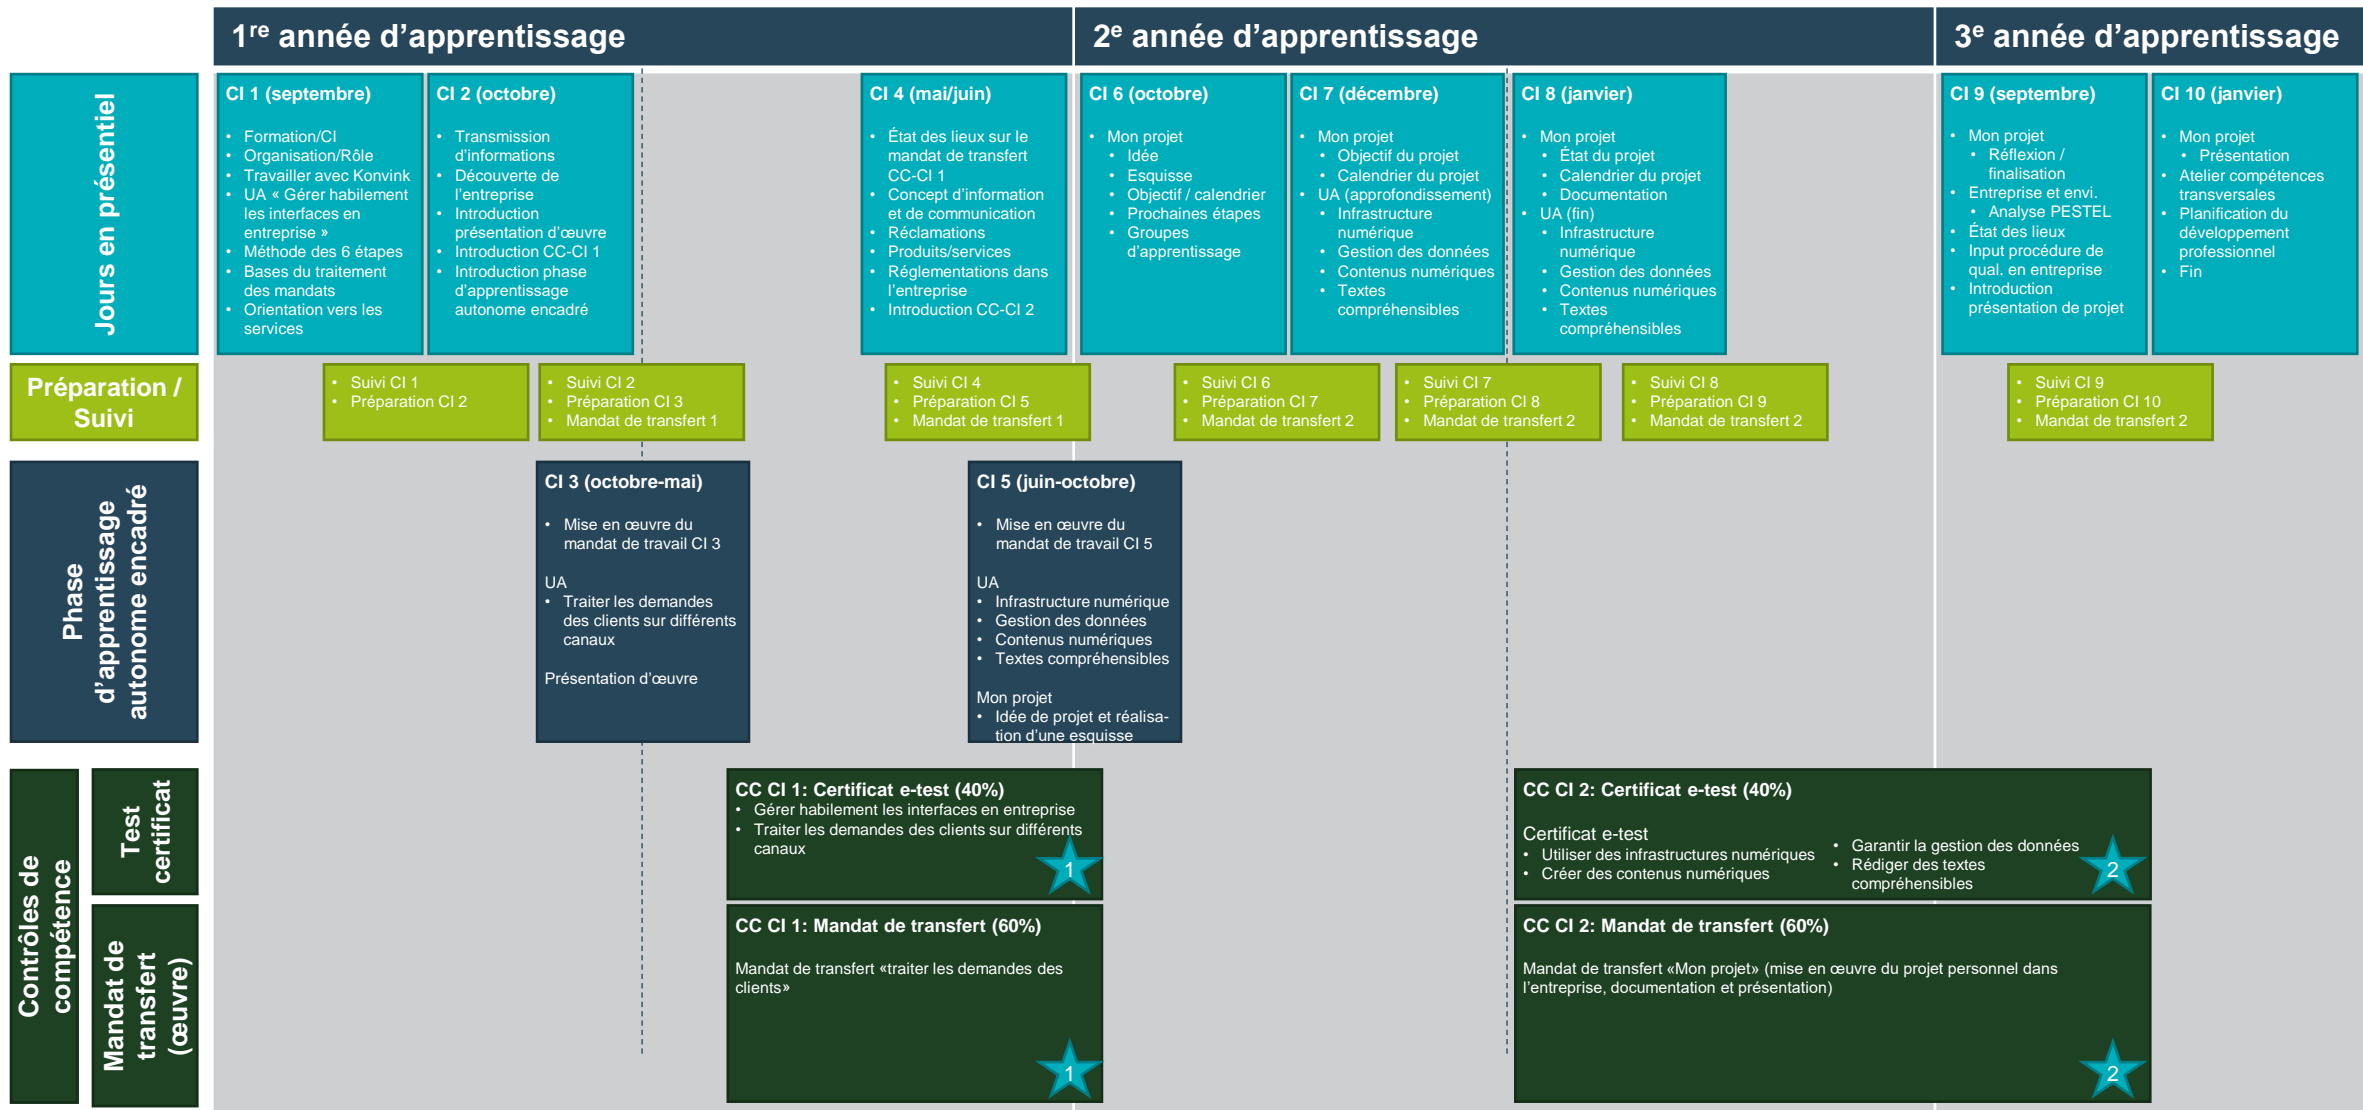 1re année d’apprentissage
2e année d’apprentissage
3e année d’apprentissage
Jours en présentiel
CI 1 (septembre)
• Formation/CI
• Organisation/Rôle
• Travailler avec Konvink
• UA « Gérer habilement
les interfaces en
entreprise »
• Méthode des 6 étapes
• Bases du traitement
des mandats
• Orientation vers les
services
CI 2 (octobre)
• Transmission
d’informations
• Découverte de
l’entreprise
• Introduction
présentation d’œuvre
• Introduction CC-CI 1
• Introduction phase
d’apprentissage
autonome encadré
CI 4 (mai/juin)
• État des lieux sur le
mandat de transfert
CC-CI 1
• Concept d’information
et de communication
• Réclamations
• Produits/services
• Réglementations dans
l’entreprise
• Introduction CC-CI 2
CI 6 (octobre)
• Mon projet
• Idée
• Esquisse
• Objectif / calendrier
• Prochaines étapes
• Groupes
d’apprentissage
CI 7 (décembre)
• Mon projet
• Objectif du projet
• Calendrier du projet
• UA (approfondissement)
• Infrastructure
numérique
• Gestion des données
• Contenus numériques
• Textes
compréhensibles
CI 8 (janvier)
• Mon projet
• État du projet
• Calendrier du projet
• Documentation
• UA (fin)
• Infrastructure
numérique
• Gestion des données
• Contenus numériques
• Textes
compréhensibles
CI 9 (septembre)
• Mon projet
• Réflexion /
finalisation
• Entreprise et envi.
• Analyse PESTEL
• État des lieux
• Input procédure de
qual. en entreprise
• Introduction
présentation de projet
CI 10 (janvier)
• Mon projet
• Présentation
• Atelier compétences
transversales
• Planification du
développement
professionnel
• Fin
Préparation /
Suivi
• Suivi CI 1
• Préparation CI 2
• Suivi CI 2
• Préparation CI 3
• Mandat de transfert 1
• Suivi CI 4
• Préparation CI 5
• Mandat de transfert 1
• Suivi CI 6
• Préparation CI 7
• Mandat de transfert 2
• Suivi CI 7
• Préparation CI 8
• Mandat de transfert 2
• Suivi CI 8
• Préparation CI 9
• Mandat de transfert 2
• Suivi CI 9
• Préparation CI 10
• Mandat de transfert 2
Phase
d’apprentissage
autonome encadré
CI 3 (octobre-mai)
• Mise en œuvre du
mandat de travail CI 3
UA
• Traiter les demandes
des clients sur différents
canaux
Présentation d’œuvre
CI 5 (juin-octobre)
• Mise en œuvre du
mandat de travail CI 5
UA
• Infrastructure numérique
• Gestion des données
• Contenus numériques
• Textes compréhensibles
Mon projet
• Idée de projet et réalisa-
tion d’une esquisse
Contrôles de
compétence
Test
certificat
CC CI 1: Certificat e-test (40%)
• Gérer habilement les interfaces en entreprise
• Traiter les demandes des clients sur différents
canaux
1
CC CI 2: Certificat e-test (40%)
Certificat e-test
• Utiliser des infrastructures numériques
• Créer des contenus numériques
• Garantir la gestion des données
• Rédiger des textes
compréhensibles
2
Mandat de
transfert
(œuvre)
CC CI 1: Mandat de transfert (60%)
Mandat de transfert «traiter les demandes des
clients»
1
CC CI 2: Mandat de transfert (60%)
Mandat de transfert «Mon projet» (mise en œuvre du projet personnel dans
l’entreprise, documentation et présentation)
2